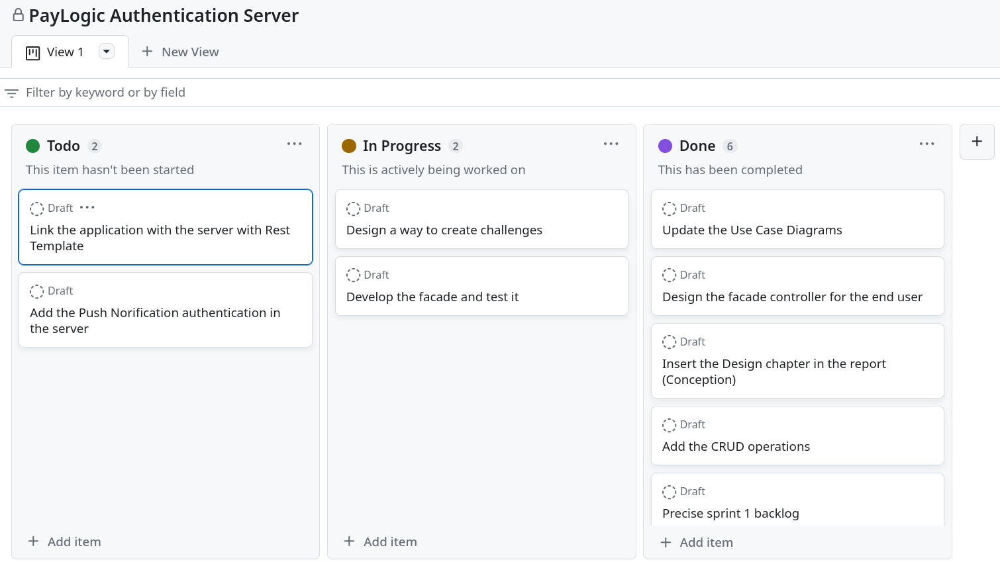 PayLogic Authentication Server
View 1
New View
Filter by keyword or by field
Todo 2
This item hasn't been started
Draft
Link the application with the server with Rest
Template
Draft
Add the Push Norification authentication in
the server
Add item
In Progress 2
This is actively being worked on
Draft
Design a way to create challenges
Draft
Develop the facade and test it
Add item
Done 6
This has been completed
Draft
Update the Use Case Diagrams
Draft
Design the facade controller for the end user
Draft
Insert the Design chapter in the report
(Conception)
Draft
Add the CRUD operations
Draft
Precise sprint 1 backlog
Add item